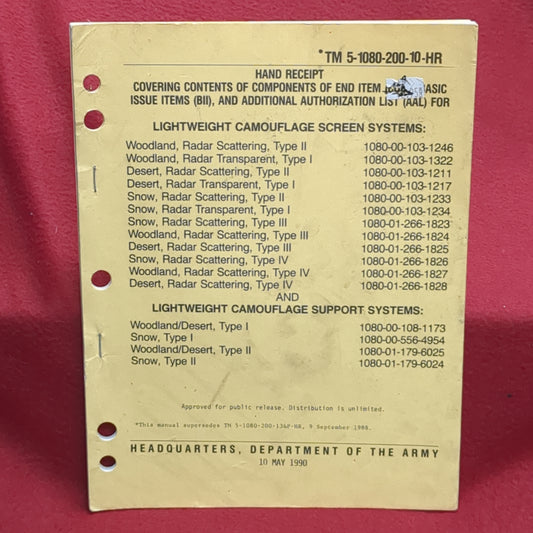 *TM 5-1080-200-10-HR
HAND RECEIPT
COVERING CONTENTS OF COMPONENTS OF END ITEM BASIC
ISSUE ITEMS (BII), AND ADDITIONAL AUTHORIZATION LIST (AAL) FOR
LIGHTWEIGHT CAMOUFLAGE SCREEN SYSTEMS:
Woodland, Radar Scattering, Type II 1080-00-103-1246
Woodland, Radar Transparent, Type I 1080-00-103-1322
Desert, Radar Scattering, Type II 1080-00-103-1211
Desert, Radar Transparent, Type I 1080-00-103-1217
Snow, Radar Scattering, Type II 1080-00-103-1233
Snow, Radar Transparent, Type I 1080-00-103-1234
Snow, Radar Scattering, Type III 1080-01-266-1823
Woodland, Radar Scattering, Type III 1080-01-266-1824
Desert, Radar Scattering, Type III 1080-01-266-1825
Snow, Radar Scattering, Type IV 1080-01-266-1826
Woodland, Radar Scattering, Type IV 1080-01-266-1827
Desert, Radar Scattering, Type IV 1080-01-266-1828
AND
LIGHTWEIGHT CAMOUFLAGE SUPPORT SYSTEMS:
Woodland/Desert, Type I 1080-00-108-1173
Snow, Type I 1080-00-556-4954
Woodland/Desert, Type II 1080-01-179-6025
Snow, Type II 1080-01-179-6024
Approved for public release. Distribution is unlimited.
*This manual supersedes TM 5-1080-200-13&P-HR, 9 September 1988.
HEADQUARTERS, DEPARTMENT OF THE ARMY
10 MAY 1990